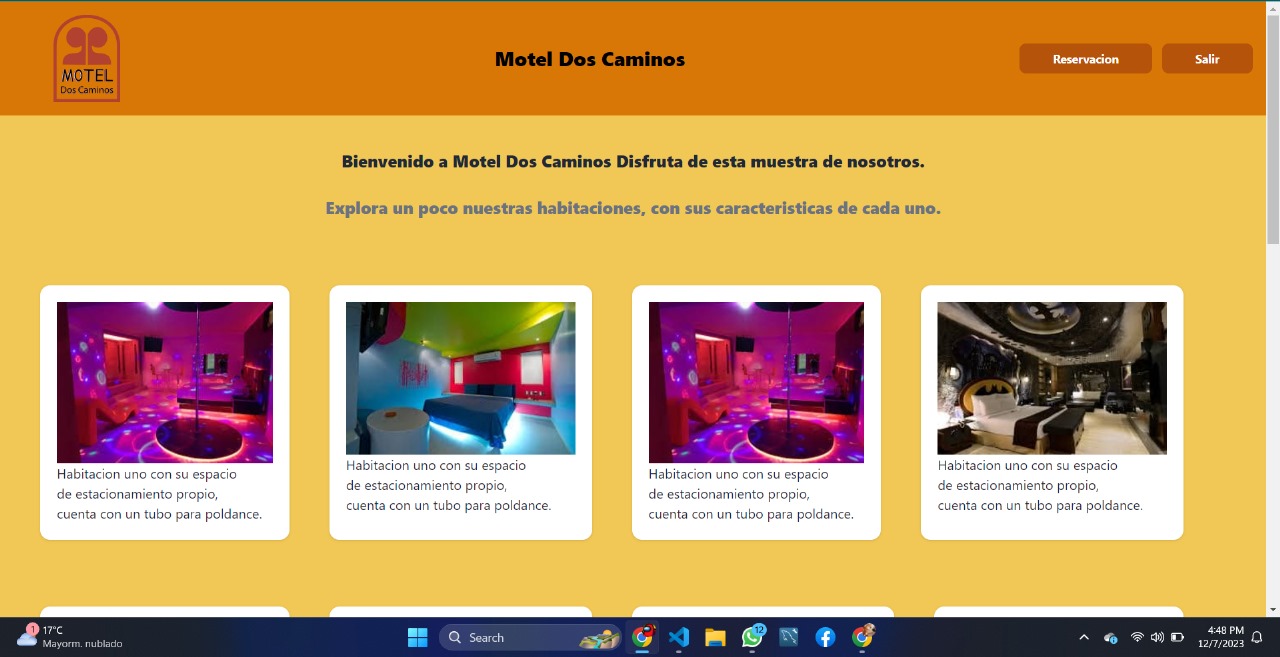 MOTEL
Dos Caminos
Motel Dos Caminos
Reservacion
Salir
Bienvenido a Motel Dos Caminos Disfruta de esta muestra de nosotros.
Explora un poco nuestras habitaciones, con sus caracteristicas de cada uno.
Habitacion uno con su espacio
de estacionamiento propio,
cuenta con un tubo para poldance.
Habitacion uno con su espacio
de estacionamiento propio,
cuenta con un tubo para poldance.
Habitacion uno con su espacio
de estacionamiento propio,
cuenta con un tubo para poldance.
Habitacion uno con su espacio
de estacionamiento propio,
cuenta con un tubo para poldance.
1
17°C
Mayorm. nublado
Search
12
4:48 PM
12/7/2023